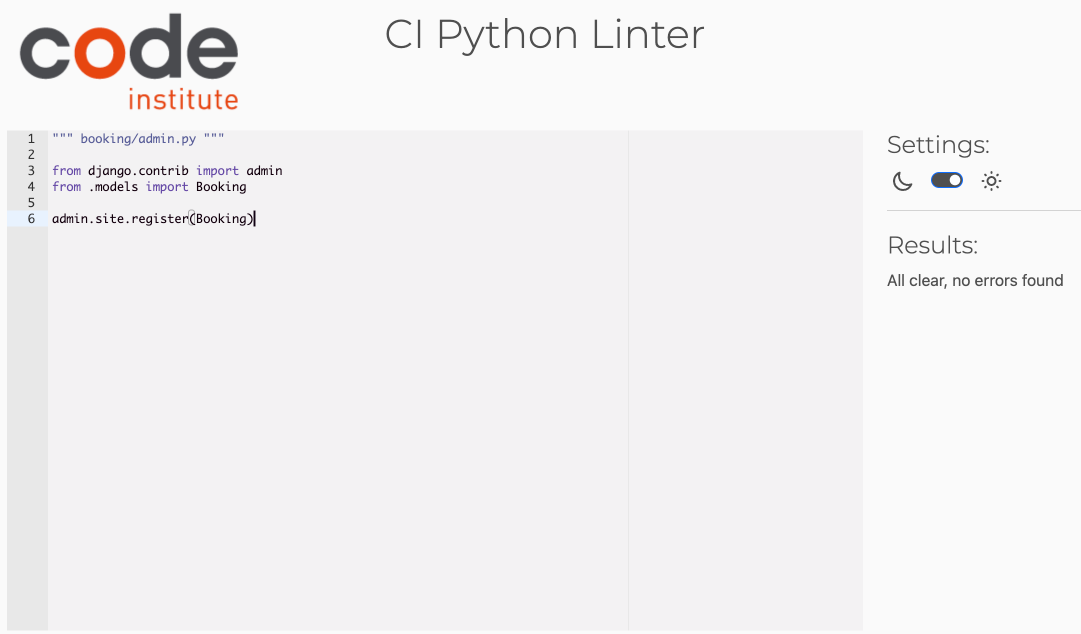 code
institute
CI Python Linter
1 """ booking/admin.py """
2
3 from django.contrib import admin
4 from .models import Booking
5
6 admin.site.register(Booking)
Settings:
Results:
All clear, no errors found